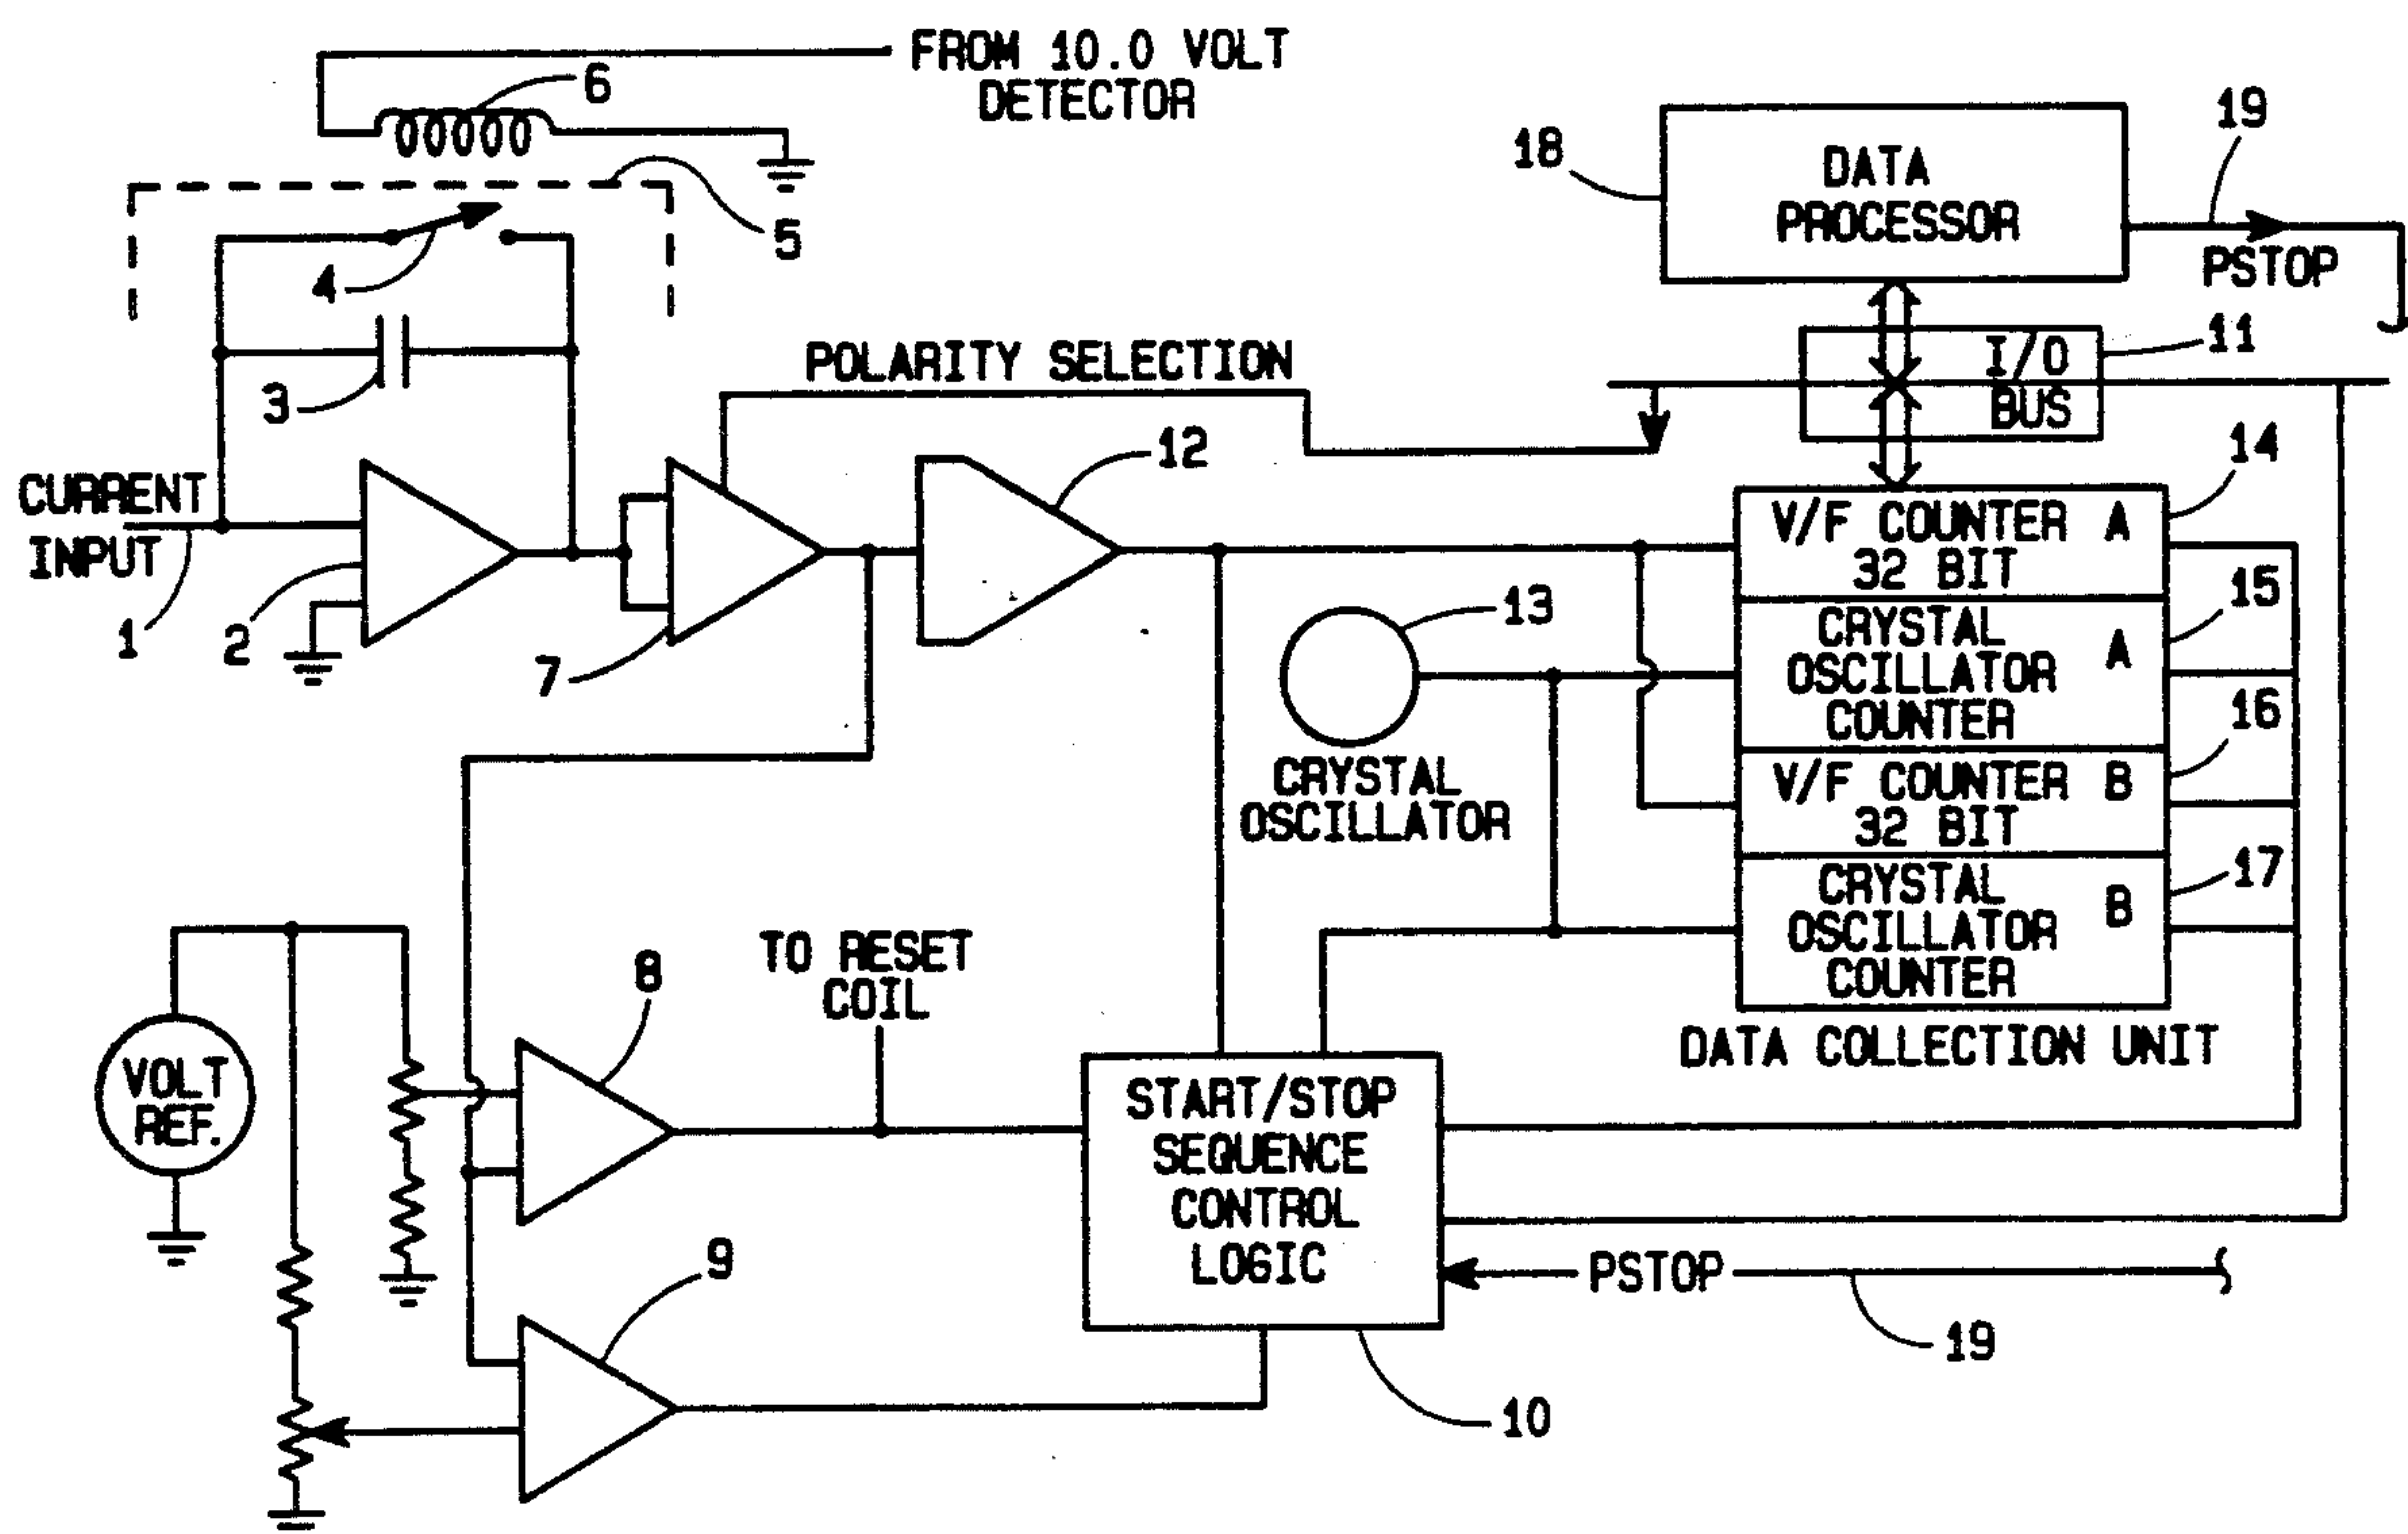 FROM 10.0 VOLT
DETECTOR
6
5
4
3
CURRENT
INPUT
1
2
7
POLARITY SELECTION
12
18
DATA
PROCESSOR
19
PSTOP
I/O
BUS
11
V/F COUNTER A
32 BIT
14
CRYSTAL
OSCILLATOR A
COUNTER
15
V/F COUNTER B
32 BIT
16
CRYSTAL
OSCILLATOR B
COUNTER
17
DATA COLLECTION UNIT
13
CRYSTAL
OSCILLATOR
VOLT
REF.
8
TO RESET
COIL
9
START/STOP
SEQUENCE
CONTROL
LOGIC
10
PSTOP
19